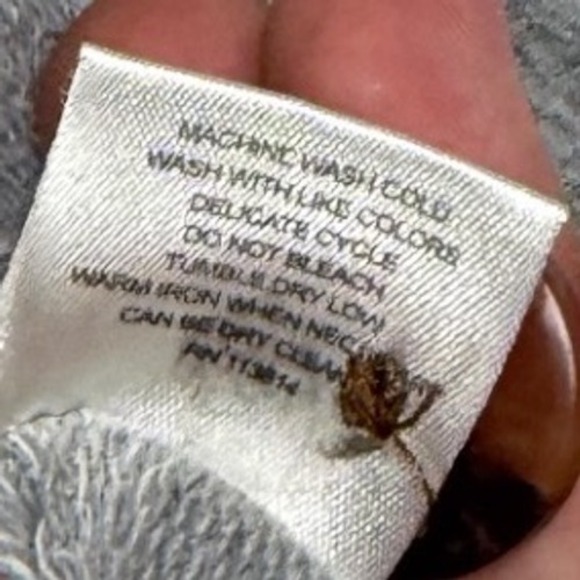 MACHINE WASH COLD
WASH WITH LIKE COLORS
DELICATE CYCLE
DO NOT BLEACH
TUMBLE DRY LOW
WARM IRON WHEN
CAN BE DRY
RN